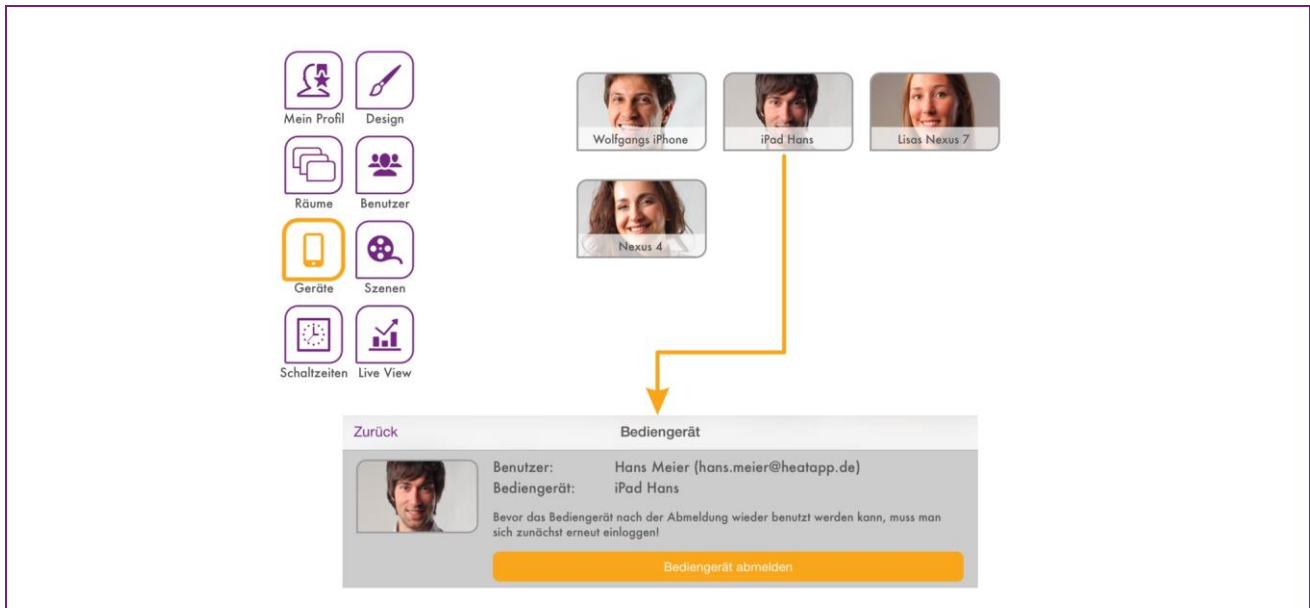 Mein Profil
Design
Räume
Benutzer
Geräte
Szenen
Schaltzeiten
Live View
Wolfgangs iPhone
iPad Hans
Lisas Nexus 7
Nexus 4
Zurück
Bediengerät
Benutzer: Hans Meier (hans.meier@heatapp.de)
Bediengerät: iPad Hans
Bevor das Bediengerät nach der Abmeldung wieder benutzt werden kann, muss man
sich zunächst erneut einloggen!
Bediengerät abmelden